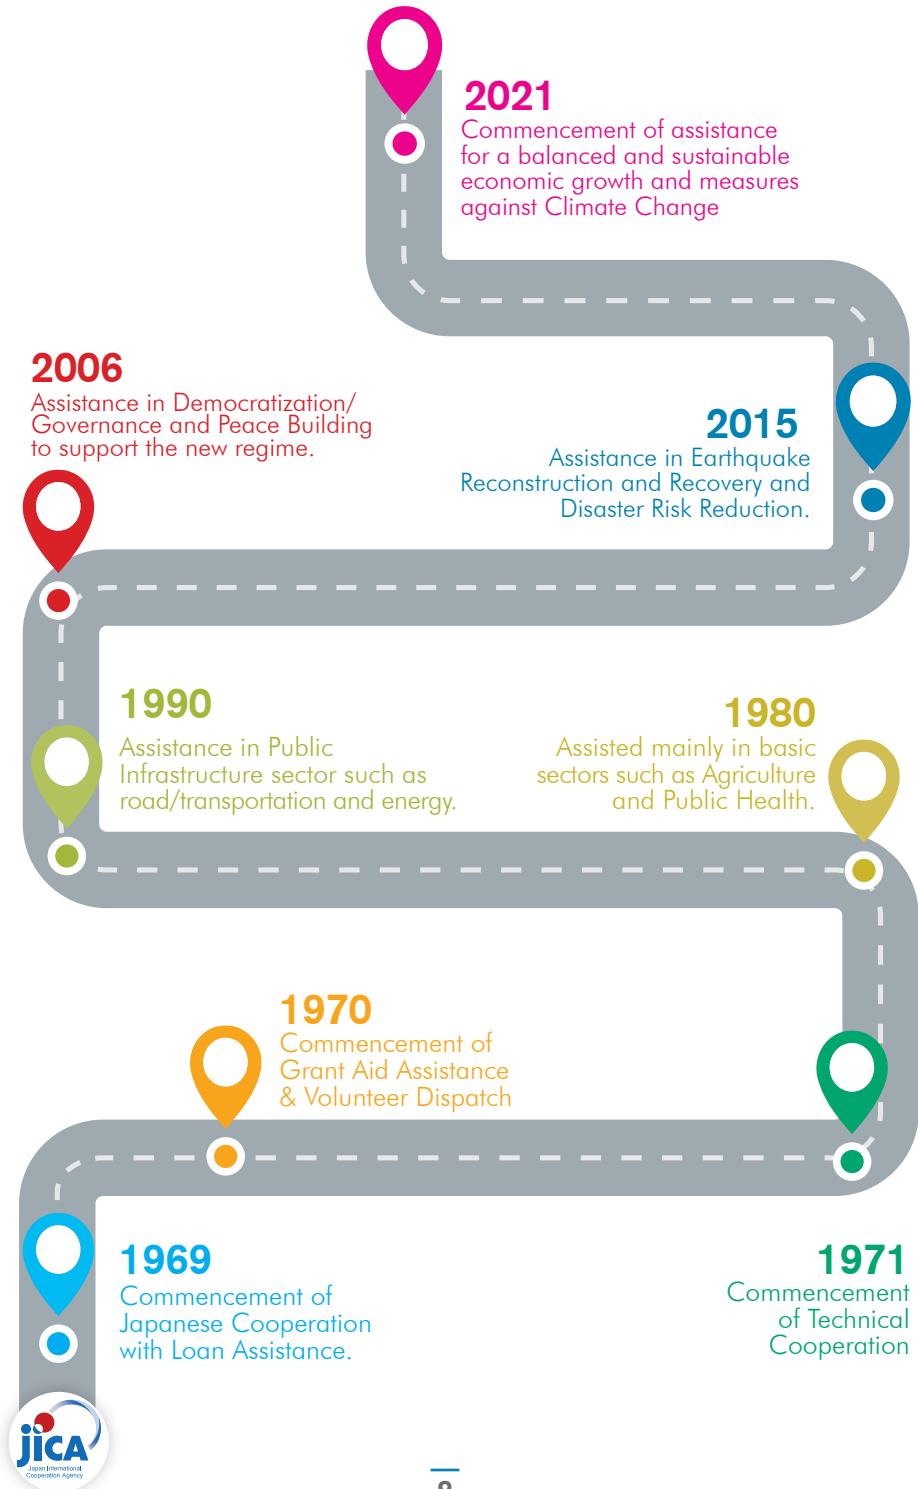 2021
Commencement of assistance
for a balanced and sustainable
economic growth and measures
against Climate Change
2006
Assistance in Democratization/
Governance and Peace Building
to support the new regime.
2015
Assistance in Earthquake
Reconstruction and Recovery and
Disaster Risk Reduction.
1990
Assistance in Public
Infrastructure sector such as
road/transportation and energy.
1980
Assisted mainly in basic
sectors such as Agriculture
and Public Health.
1970
Commencement of
Grant Aid Assistance
& Volunteer Dispatch
1969
Commencement of
Japanese Cooperation
with Loan Assistance.
1971
Commencement
of Technical
Cooperation
jICA
Japan International
Cooperation Agency